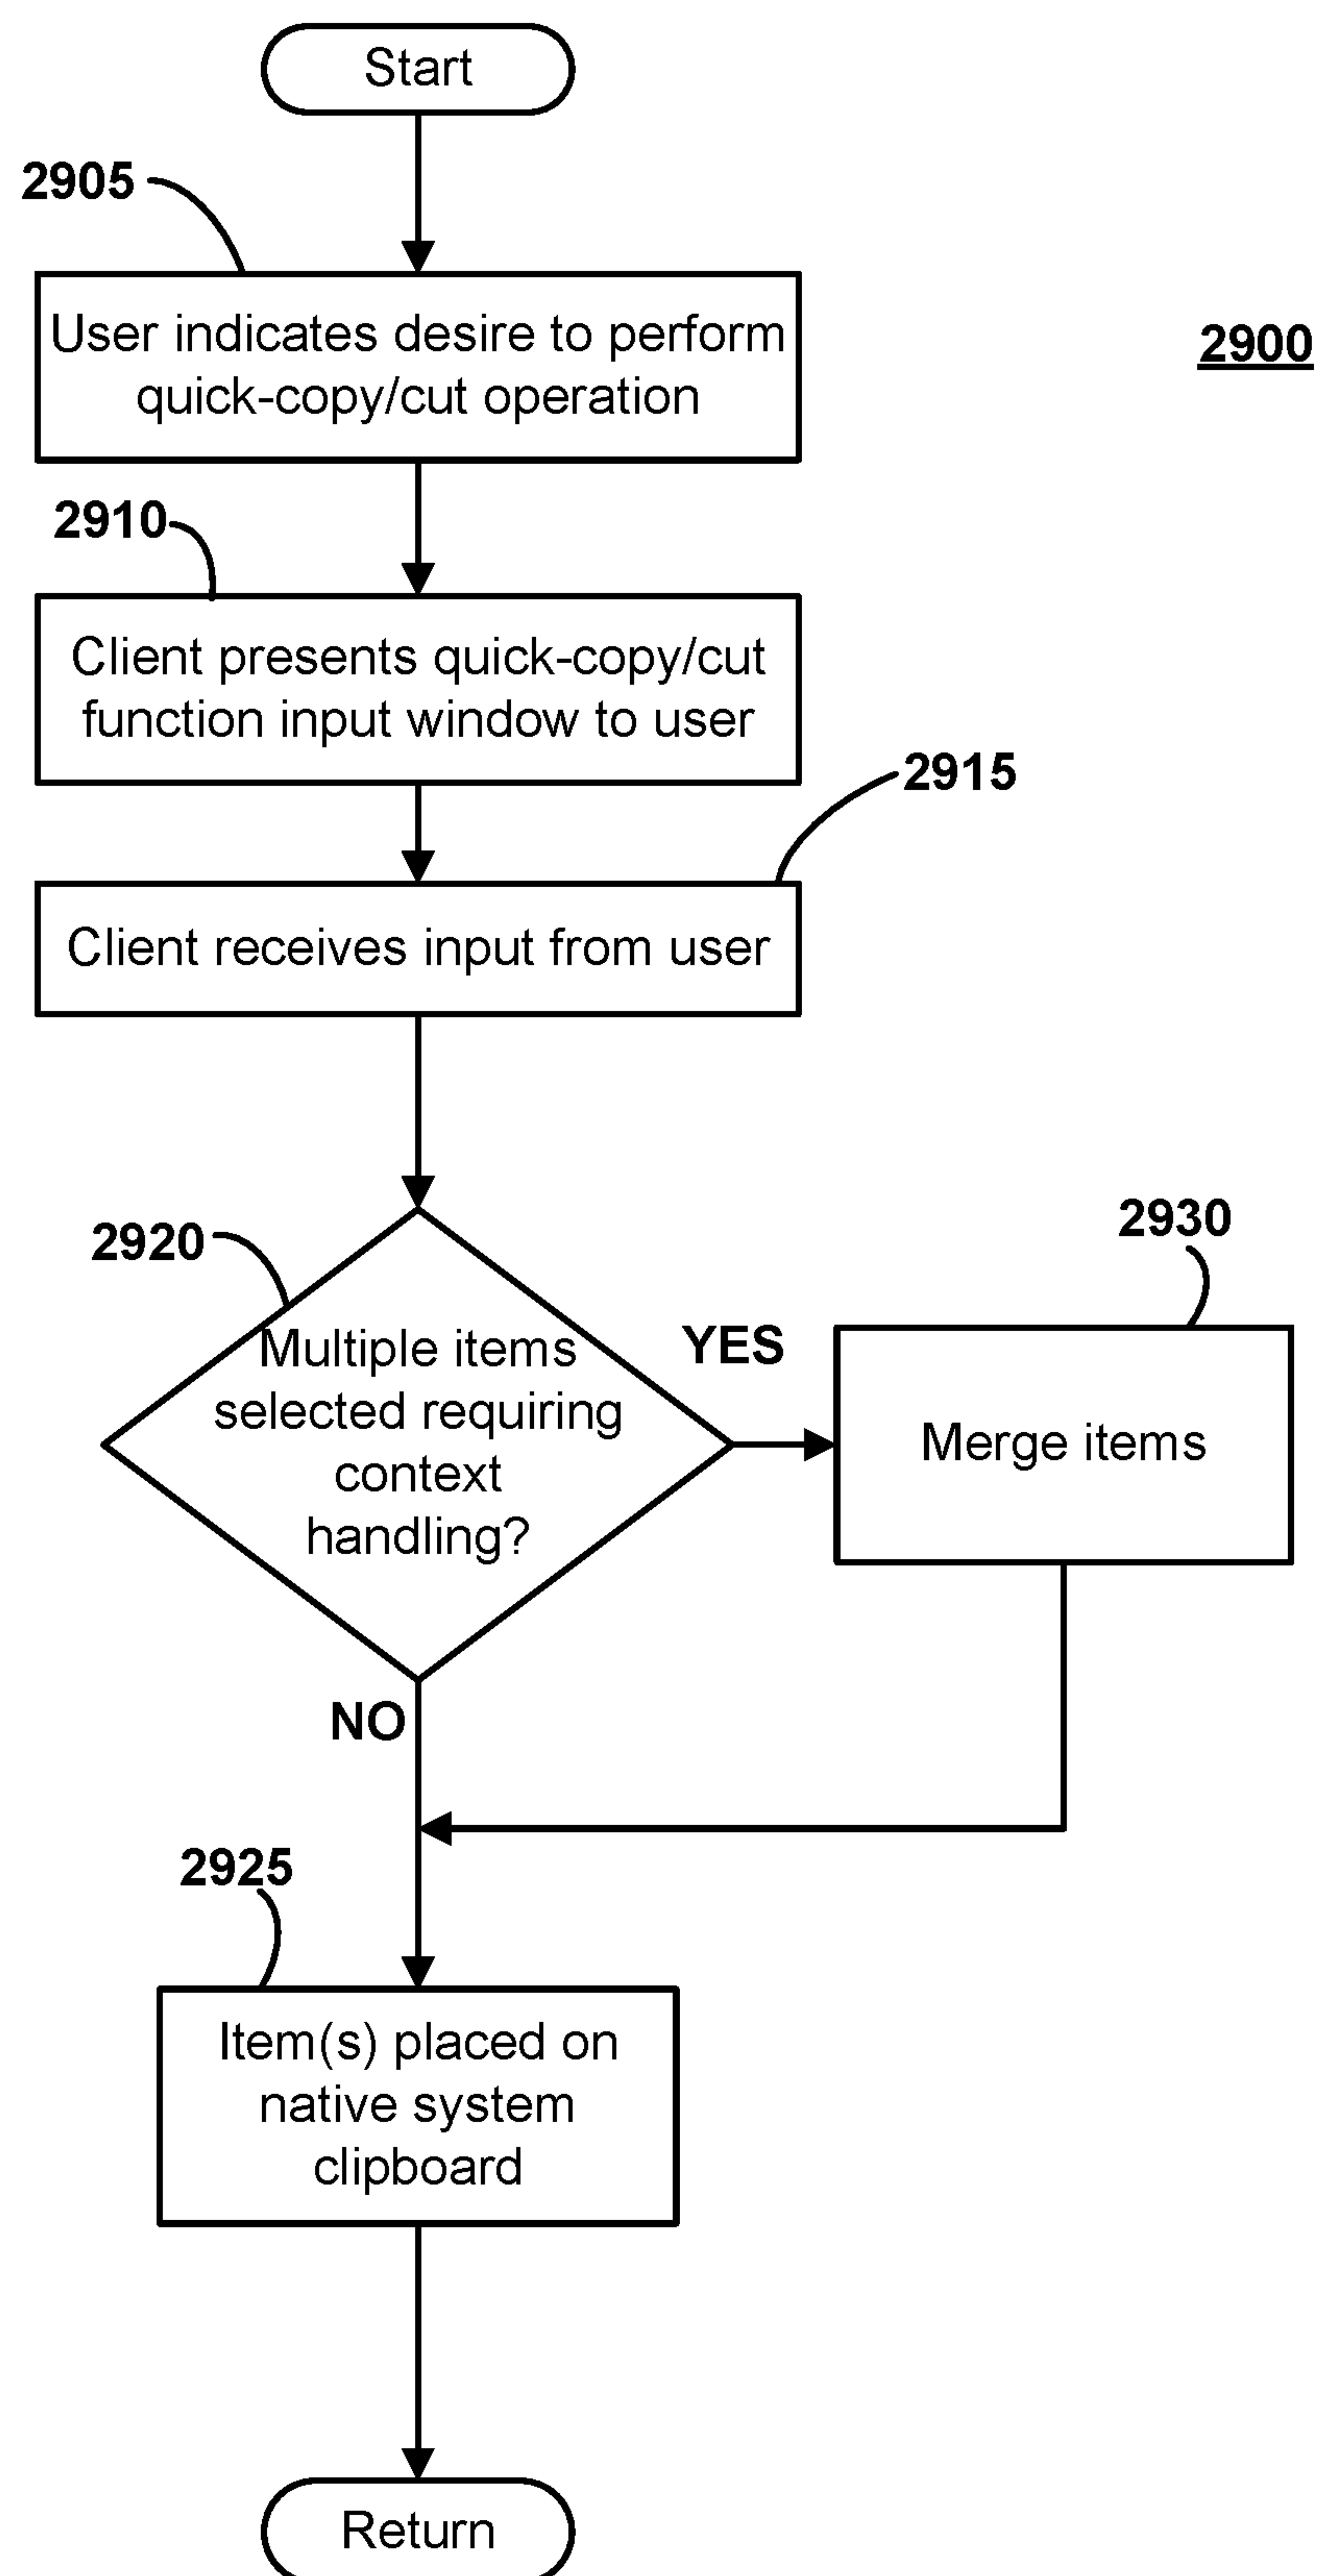 Start
2905
User indicates desire to perform
quick-copy/cut operation
2900
2910
Client presents quick-copy/cut
function input window to user
2915
Client receives input from user
2920
Multiple items
selected requiring
context
handling?
YES
2930
Merge items
NO
2925
Item(s) placed on
native system
clipboard
Return